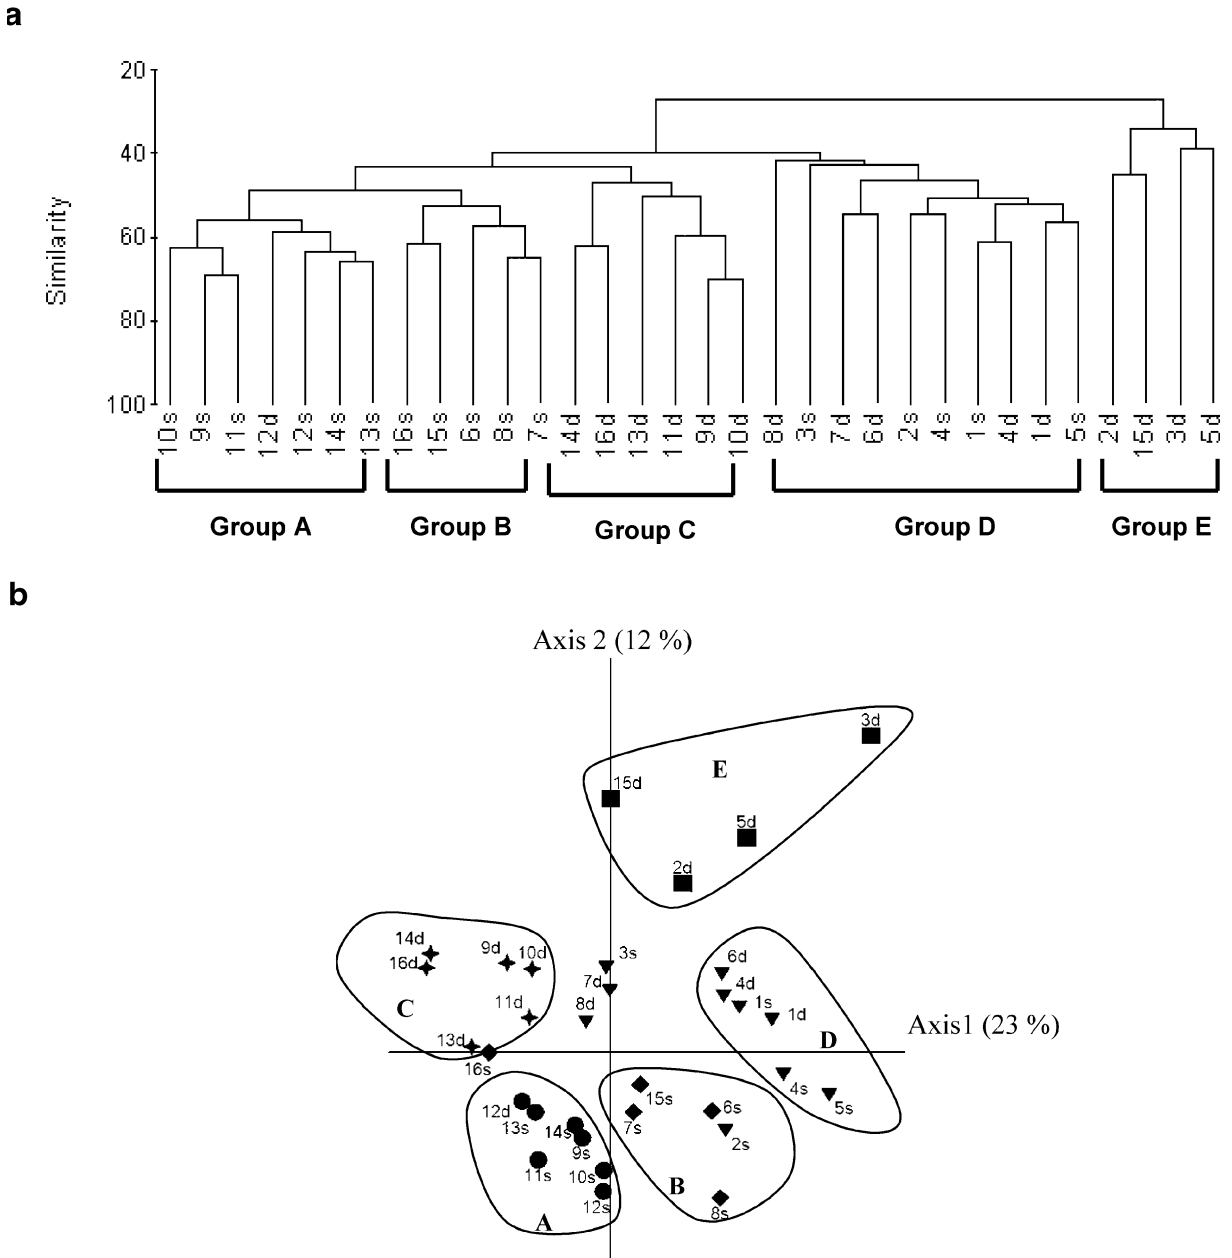 a
20
40
60
80
100
Similarity
10s 9s 11s 12d 12s 14s 13s 16s 15s 6s 8s 7s 14d 16d 13d 11d 9d 10d 8d 3s 7d 6d 2s 4s 1s 4d 1d 5s 2d 15d 3d 5d
Group A Group B Group C Group D Group E
b
Axis 2 (12 %)
3d
E
15d
5d
2d
14d
9d 10d
16d
3s
6d
7d
4d
11d
8d
1s
1d
C
Axis1 (23 %)
13d
D
16s
4s
15s
5s
12d
13s
14s
7s
6s
2s
9s
11s
10s
B
12s
8s
A